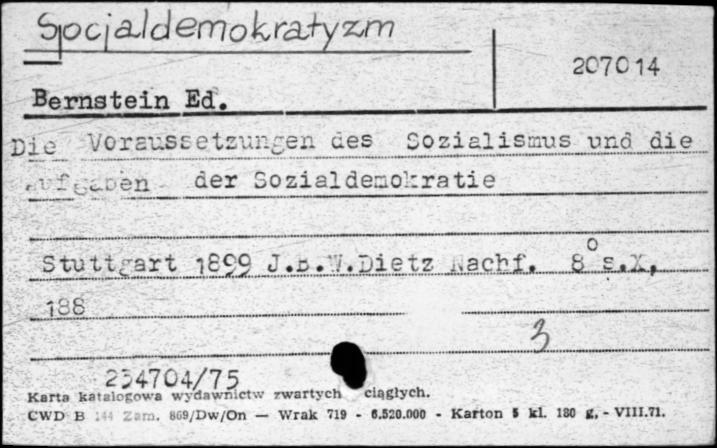 Socjaldemokratyzm
207014
Bernstein Ed.
Die Voraussetzungen des Sozialismus und die
Aufgaben der Sozialdemokratie
Stuttgart 1899 J.B.W.Dietz Nachf. 8° s.X,
188
3
234704/75
Karta katalogowa wydawnictw zwartych ciągłych.
CWD B 144 Zam. 869/Dw/On — Wrak 719 - 6.520.000 - Karton 5 kl. 180 g. - VIII.71.